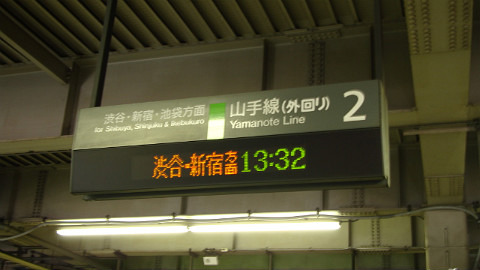 渋谷・新宿・池袋方面
for Shibuya, Shinjuku & Ikebukuro
山手線(外回り)
Yamanote Line
2
渋谷・新宿方面 13:32